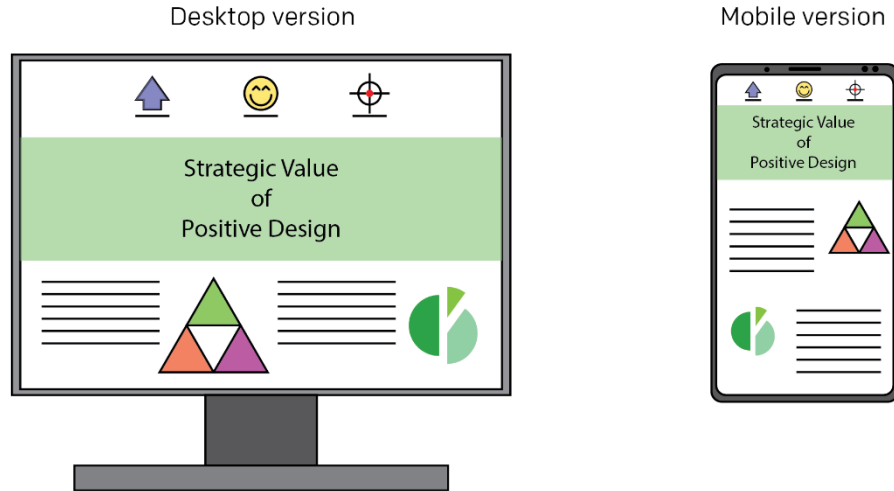 Desktop version
Mobile version
Strategic Value
of
Positive Design
Strategic Value
of
Positive Design